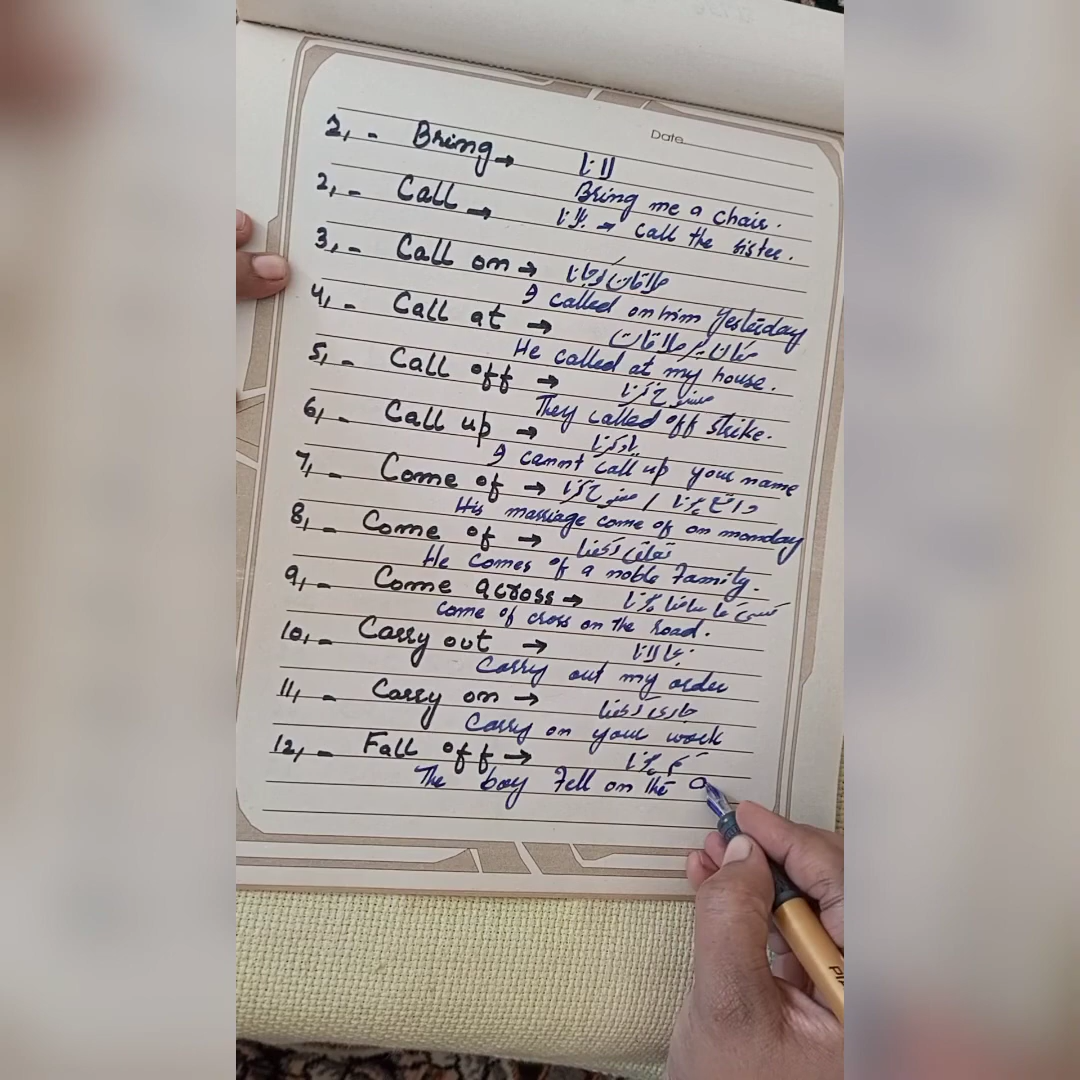 Date
2, - Bring → لانا
Bring me a chair.
2, - Call → بلانا → call the sister.
3, - Call on → ملاقات کو جانا
I called on him yesterday
4, - Call at → مکان پر ملاقات
He called at my house.
5, - Call off → منسوخ کرنا
They called off strike.
6, - Call up → یاد کرنا
I cannt call up your name
7, - Come of → منسوخ کرنا / واقع ہونا
His marriage come of on monday
8, - Come of → تعلق رکھنا
He comes of a noble Family.
9, - Come across → کسی کا سامنا ہونا
come of cross on the road.
10, - Carry out → بجا لانا
Carry out my order
11, - Carry on → جاری رکھنا
Carry on your work
12, - Fall off → گر پڑنا
The boy Fell on the